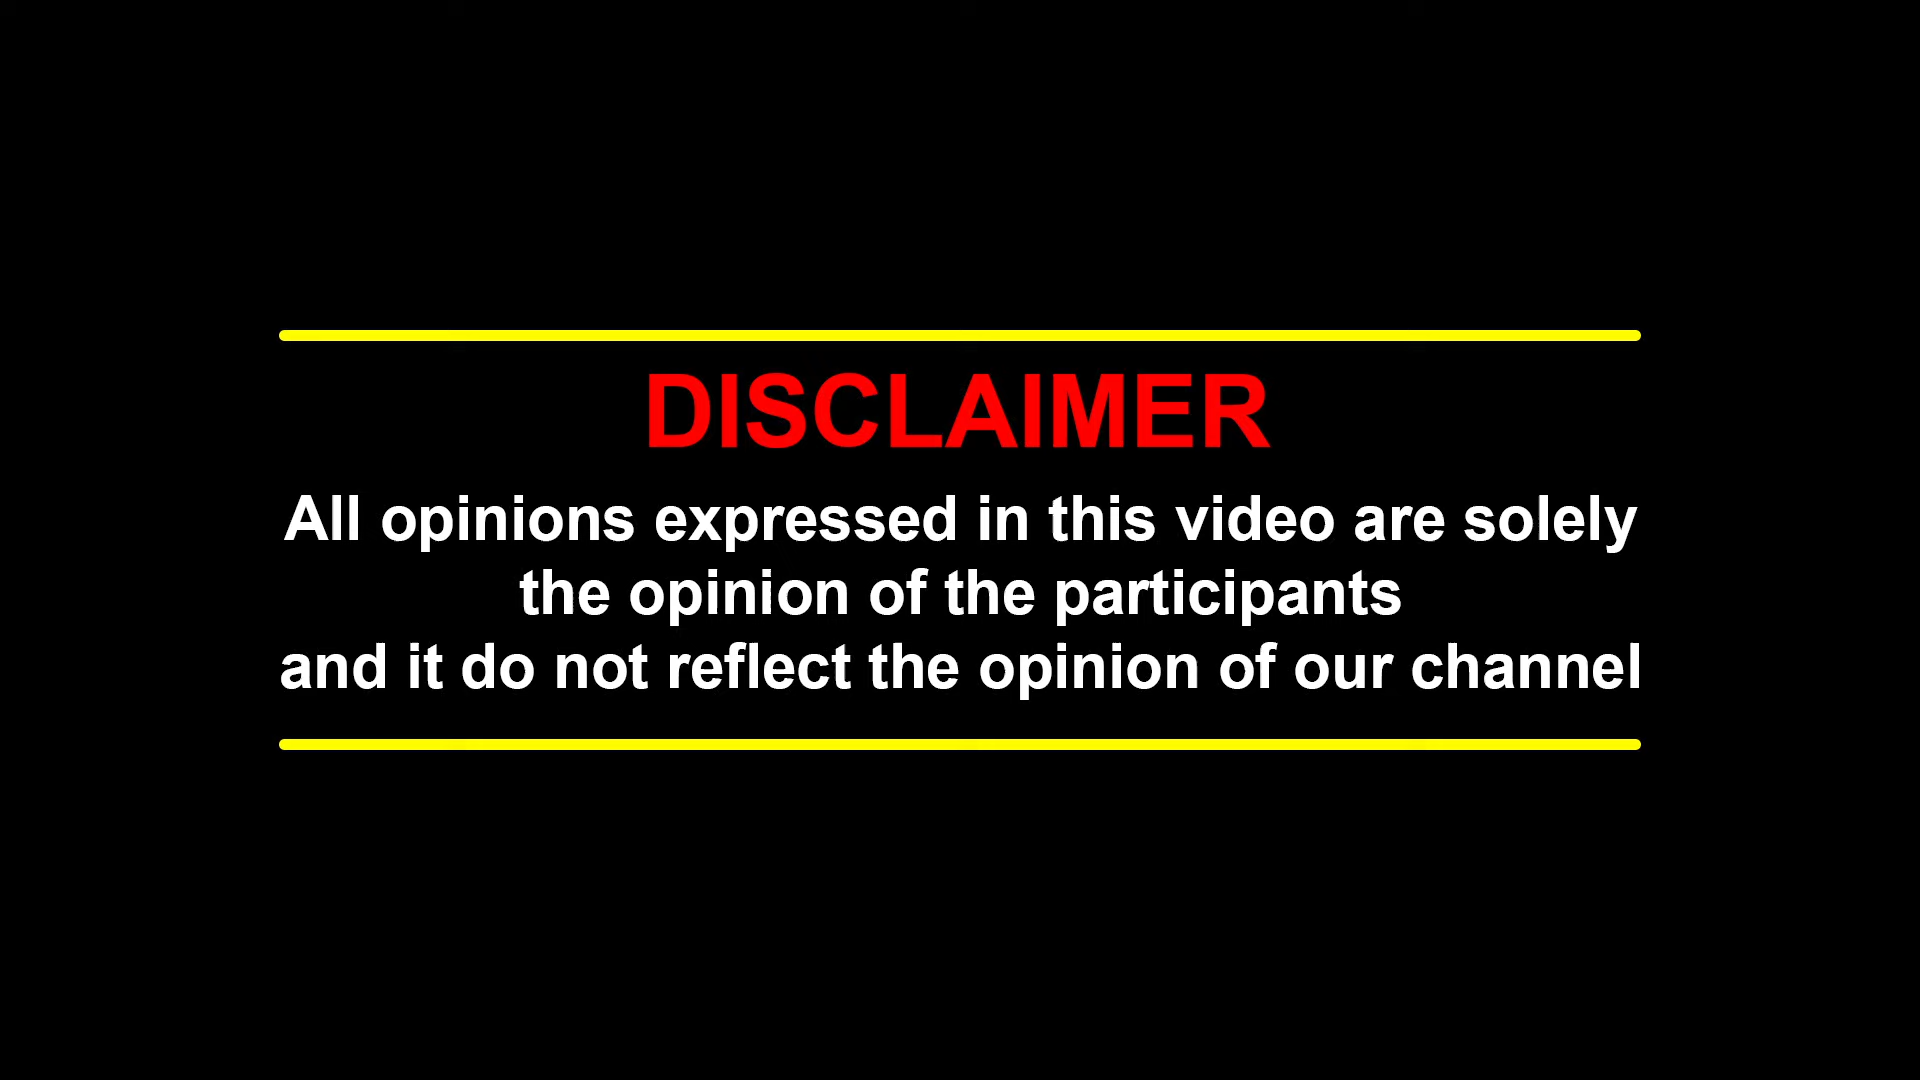 DISCLAIMER
All opinions expressed in this video are solely
the opinion of the participants
and it do not reflect the opinion of our channel